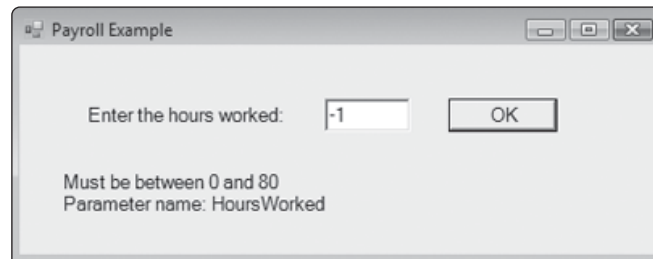 Payroll Example
Enter the hours worked: -1 OK
Must be between 0 and 80
Parameter name: HoursWorked